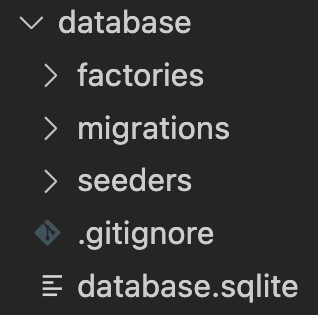 database
factories
migrations
seeders
.gitignore
database.sqlite